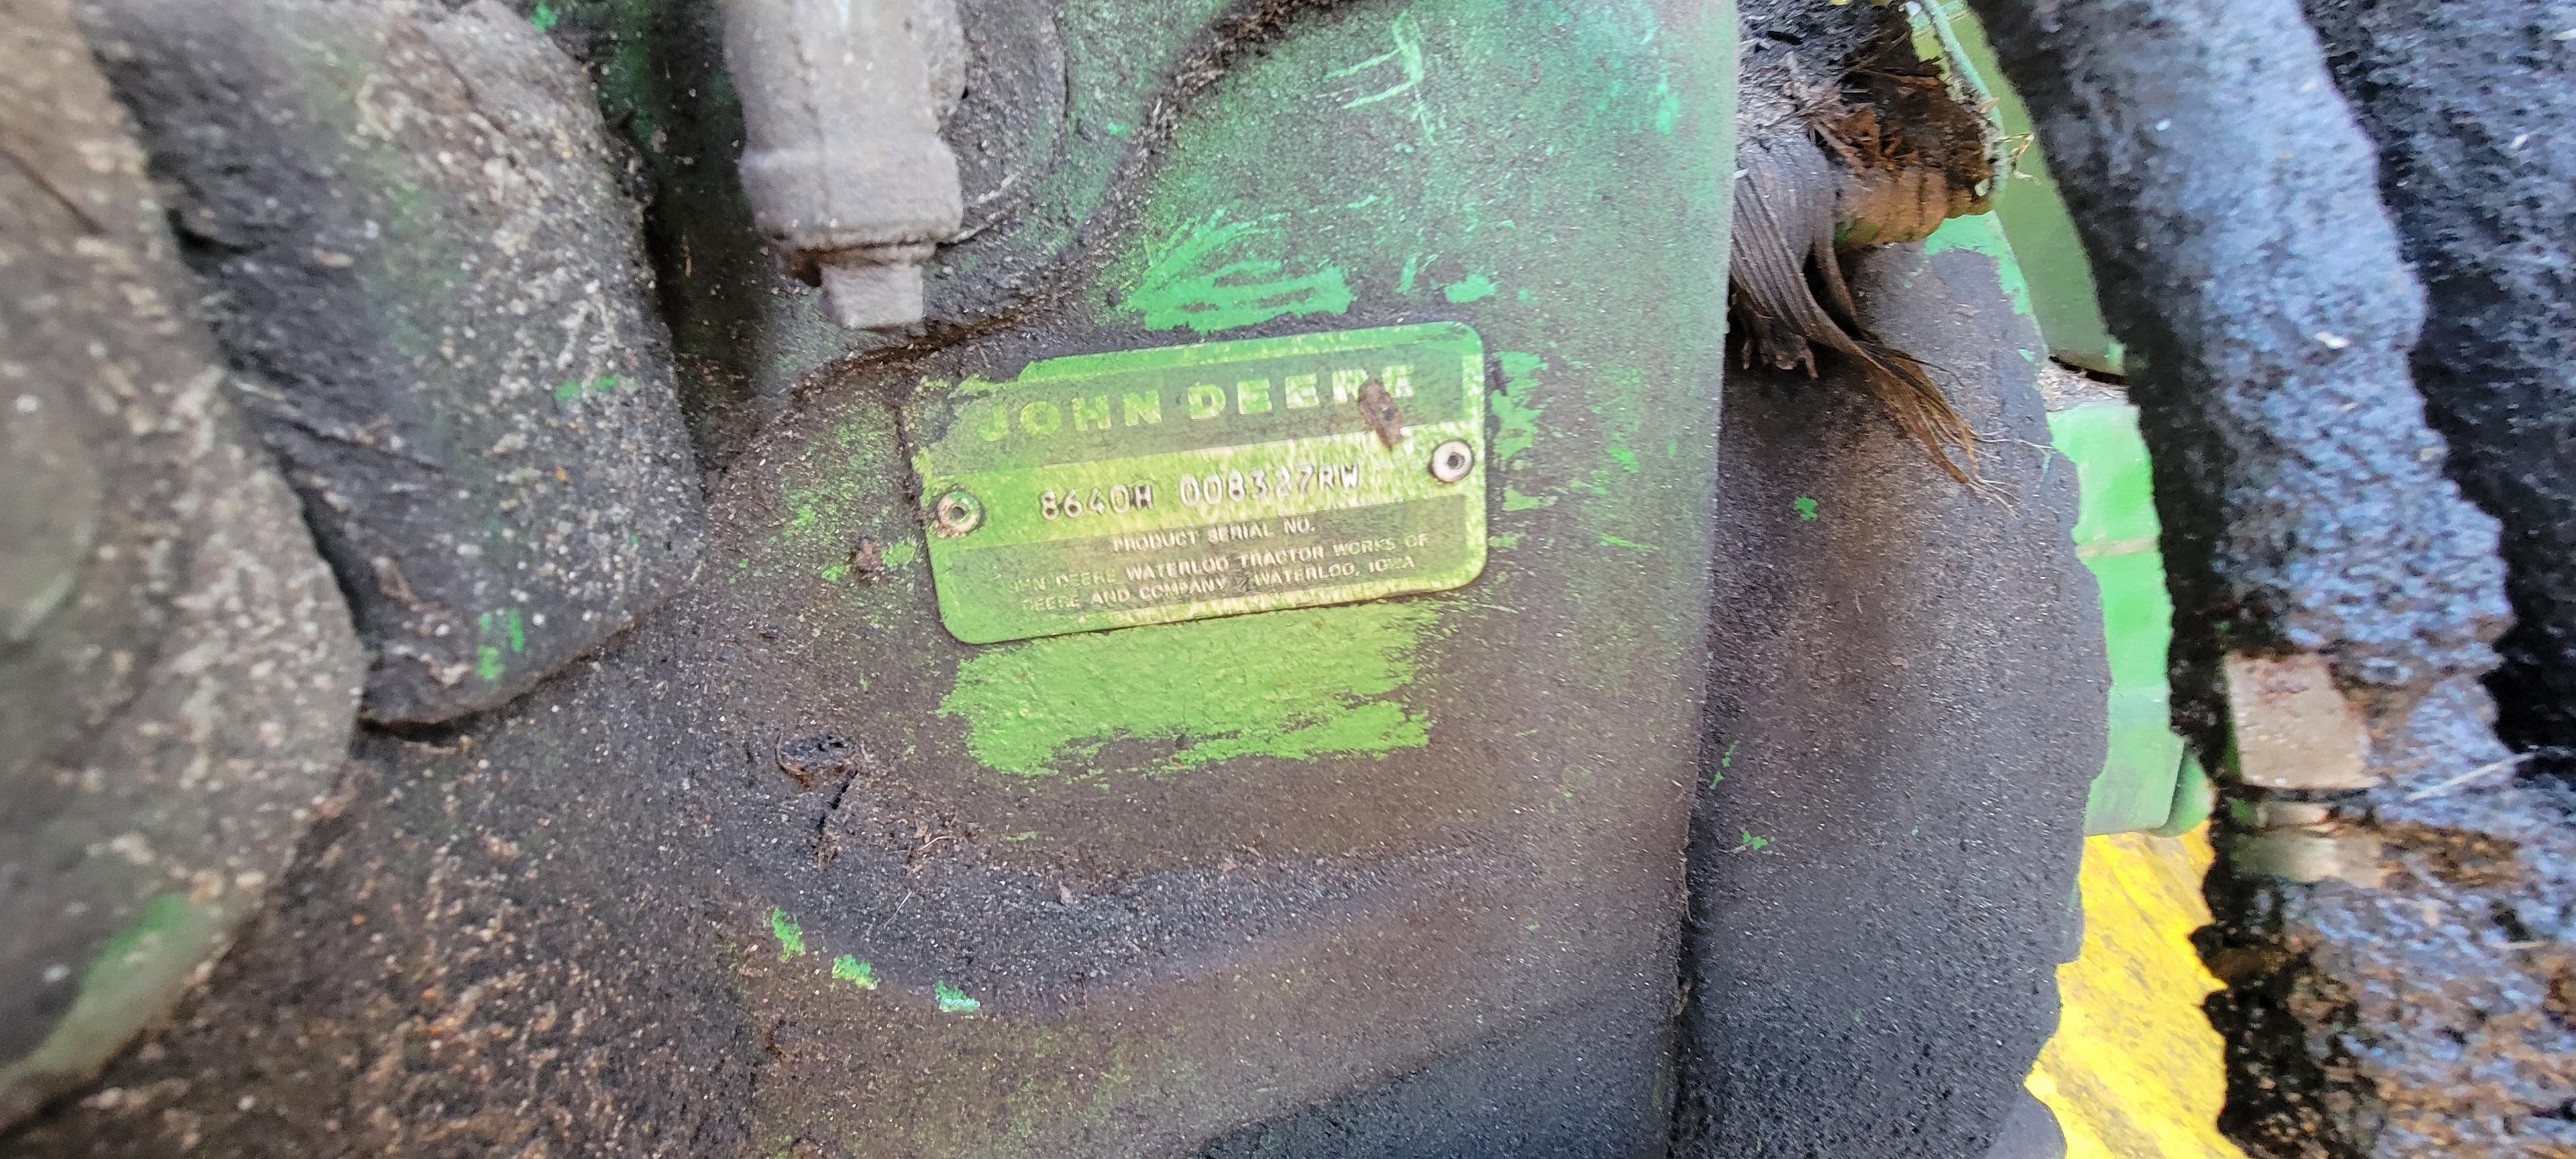 JOHN DEERE
8640H 008327RW
PRODUCT SERIAL NO.
JOHN DEERE WATERLOO TRACTOR WORKS OF
DEERE AND COMPANY WATERLOO, IOWA